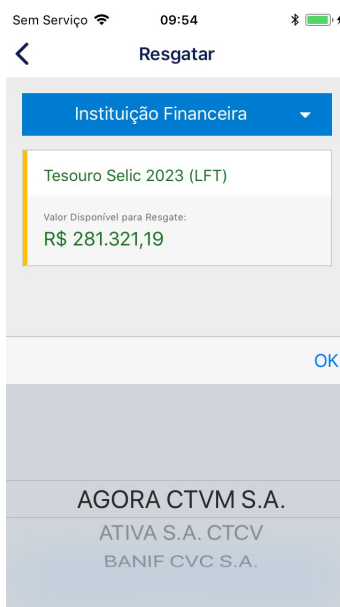 Sem Serviço 09:54
Resgatar
Instituição Financeira
Tesouro Selic 2023 (LFT)
Valor Disponível para Resgate:
R$ 281.321,19
OK
AGORA CTVM S.A.
ATIVA S.A. CTCV
BANIF CVC S.A.